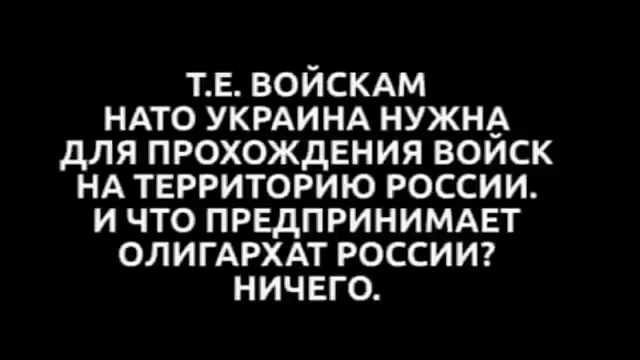 Т.Е. ВОЙСКАМ
НАТО УКРАИНА НУЖНА
ДЛЯ ПРОХОЖДЕНИЯ ВОЙСК
НА ТЕРРИТОРИЮ РОССИИ.
И ЧТО ПРЕДПРИНИМАЕТ
ОЛИГАРХАТ РОССИИ?
НИЧЕГО.